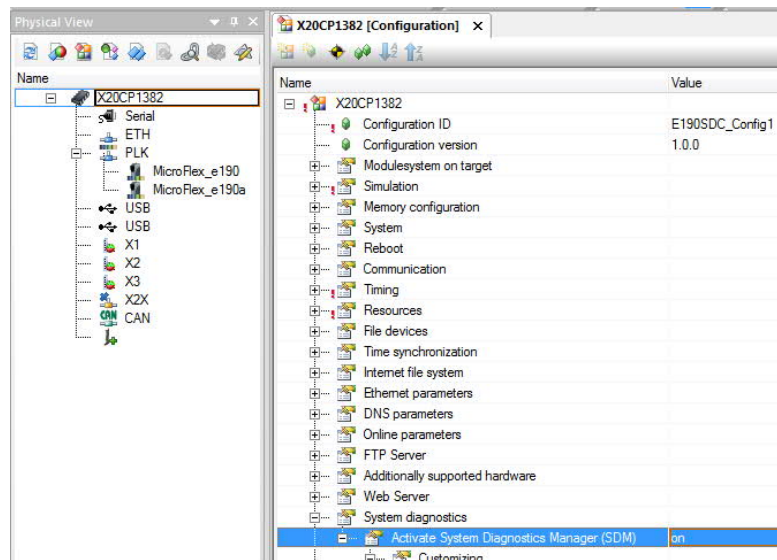 Physical View
Name
X20CP1382
Serial
ETH
PLK
MicroFlex_e190
MicroFlex_e190a
USB
USB
X1
X2
X3
X2X
CAN
X20CP1382 [Configuration]
Name Value
X20CP1382
Configuration ID E190SDC_Config1
Configuration version 1.0.0
Modulesystem on target
Simulation
Memory configuration
System
Reboot
Communication
Timing
Resources
File devices
Time synchronization
Internet file system
Ethernet parameters
DNS parameters
Online parameters
FTP Server
Additionally supported hardware
Web Server
System diagnostics
Activate System Diagnostics Manager (SDM) on
Customizing